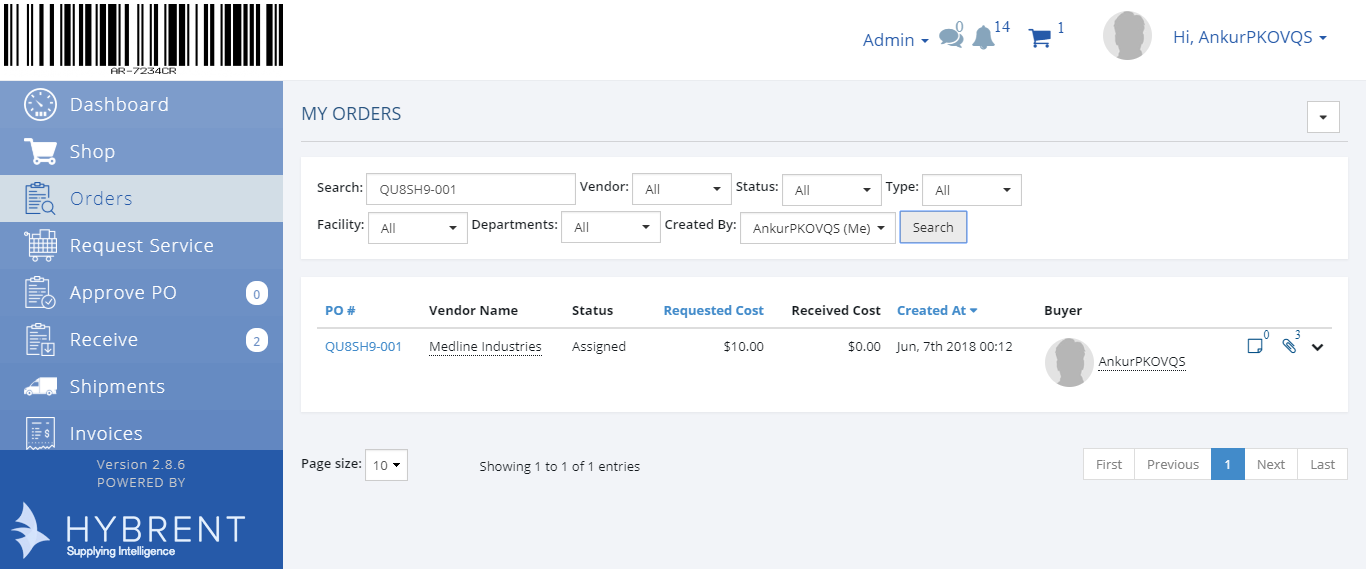 AR-7234CR
Admin 0 14 1 Hi, AnkurPKOVQS
Dashboard
Shop
Orders
Request Service
Approve PO 0
Receive 2
Shipments
Invoices
Version 2.8.6
POWERED BY
HYBRENT
Supplying Intelligence
MY ORDERS
Search: QU8SH9-001 Vendor: All Status: All Type: All
Facility: All Departments: All Created By: AnkurPKOVQS (Me) Search
PO # Vendor Name Status Requested Cost Received Cost Created At Buyer
QU8SH9-001 Medline Industries Assigned $10.00 $0.00 Jun, 7th 2018 00:12 AnkurPKOVQS 0 3
Page size: 10 Showing 1 to 1 of 1 entries First Previous 1 Next Last